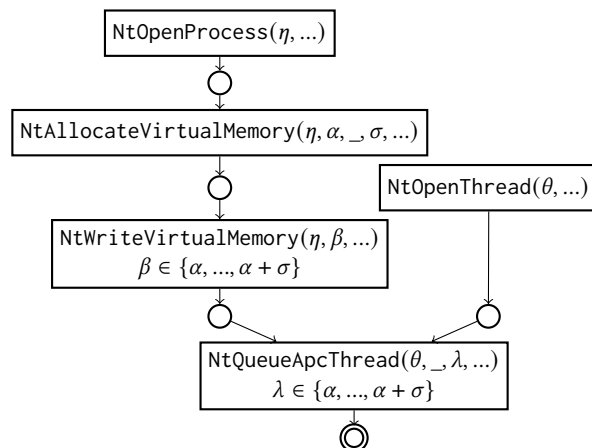 NtOpenProcess(η, ...)
NtAllocateVirtualMemory(η, α, _, σ, ...)
NtOpenThread(θ, ...)
NtWriteVirtualMemory(η, β, ...)
β ∈ {α, ..., α + σ}
NtQueueApcThread(θ, _, λ, ...)
λ ∈ {α, ..., α + σ}